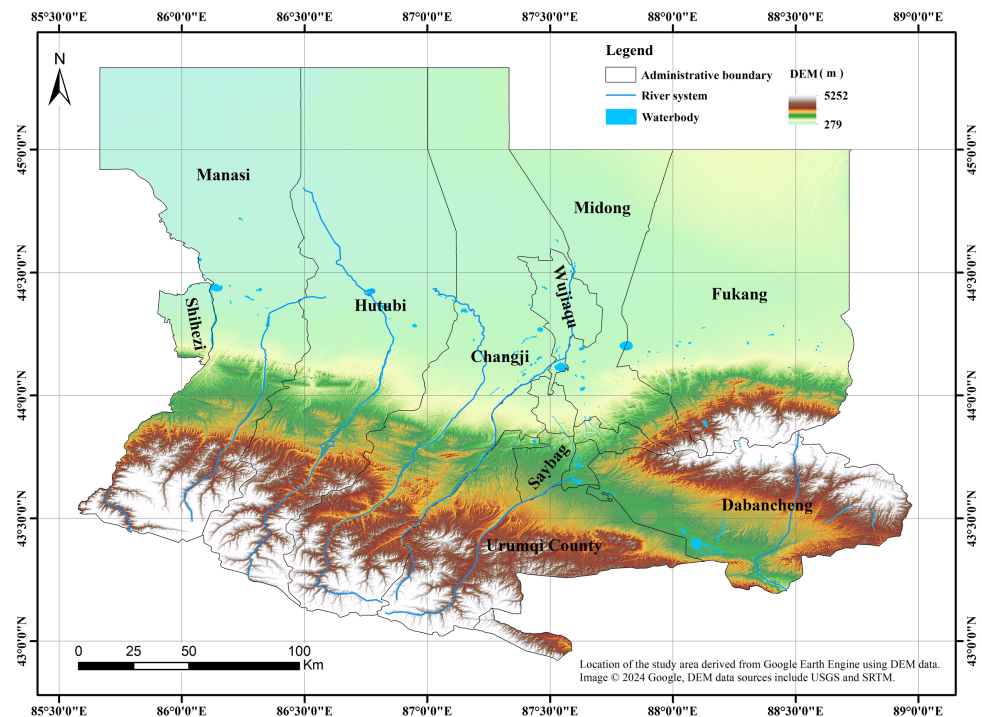 85°30'0"E 86°0'0"E 86°30'0"E 87°0'0"E 87°30'0"E 88°0'0"E 88°30'0"E 89°0'0"E
N
Legend
Administrative boundary
River system
Waterbody
DEM ( m )
5252
279
45°0'0"N 45°0'0"N
Manasi
Midong
44°30'0"N 44°30'0"N
Shihezi
Hutubi
Wujiaqu
Fukang
Changji
44°0'0"N 44°0'0"N
Saybag
Dabancheng
43°30'0"N 43°30'0"N
Urumqi County
43°0'0"N 43°0'0"N
0 25 50 100
Km
Location of the study area derived from Google Earth Engine using DEM data.
Image © 2024 Google, DEM data sources include USGS and SRTM.
85°30'0"E 86°0'0"E 86°30'0"E 87°0'0"E 87°30'0"E 88°0'0"E 88°30'0"E 89°0'0"E